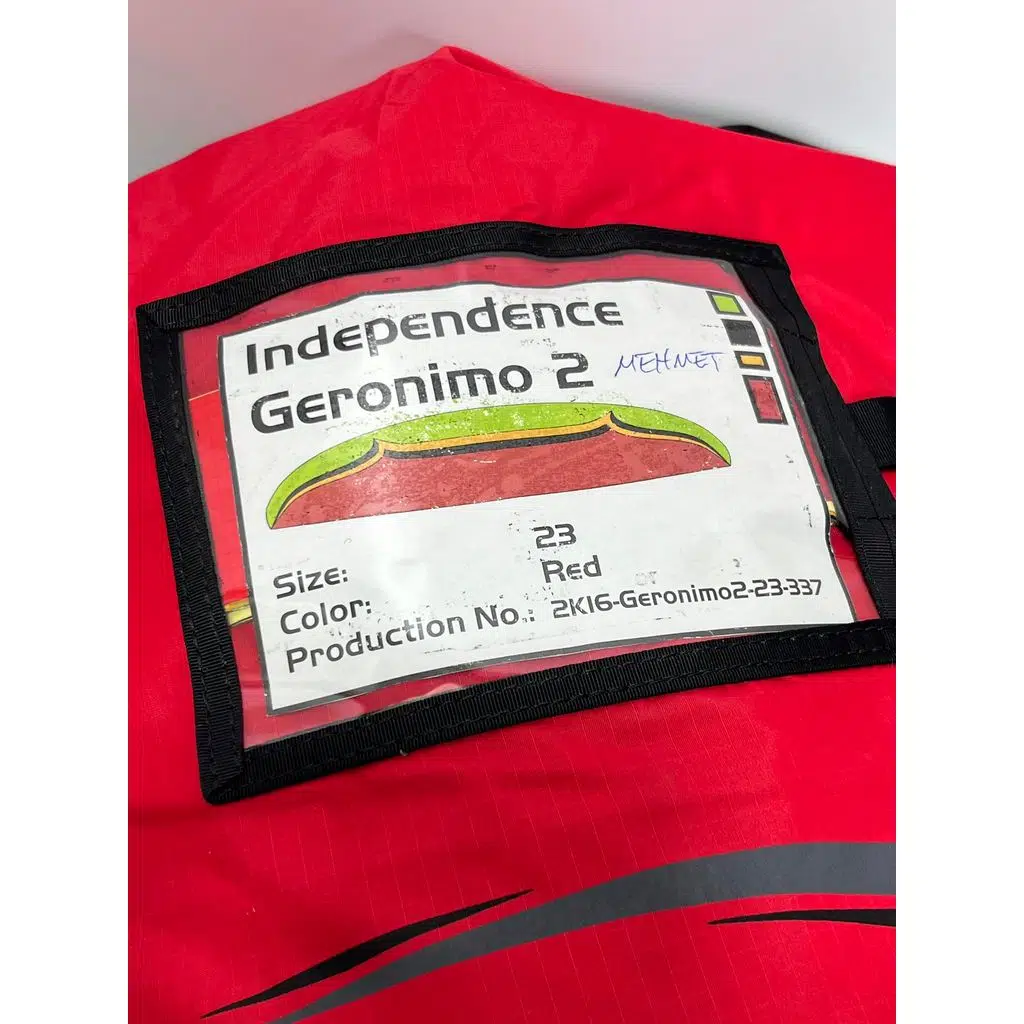 Independence
Geronimo 2 MEHMET
Size: 23
Color: Red
Production No.: 2K16-Geronimo2-23-337